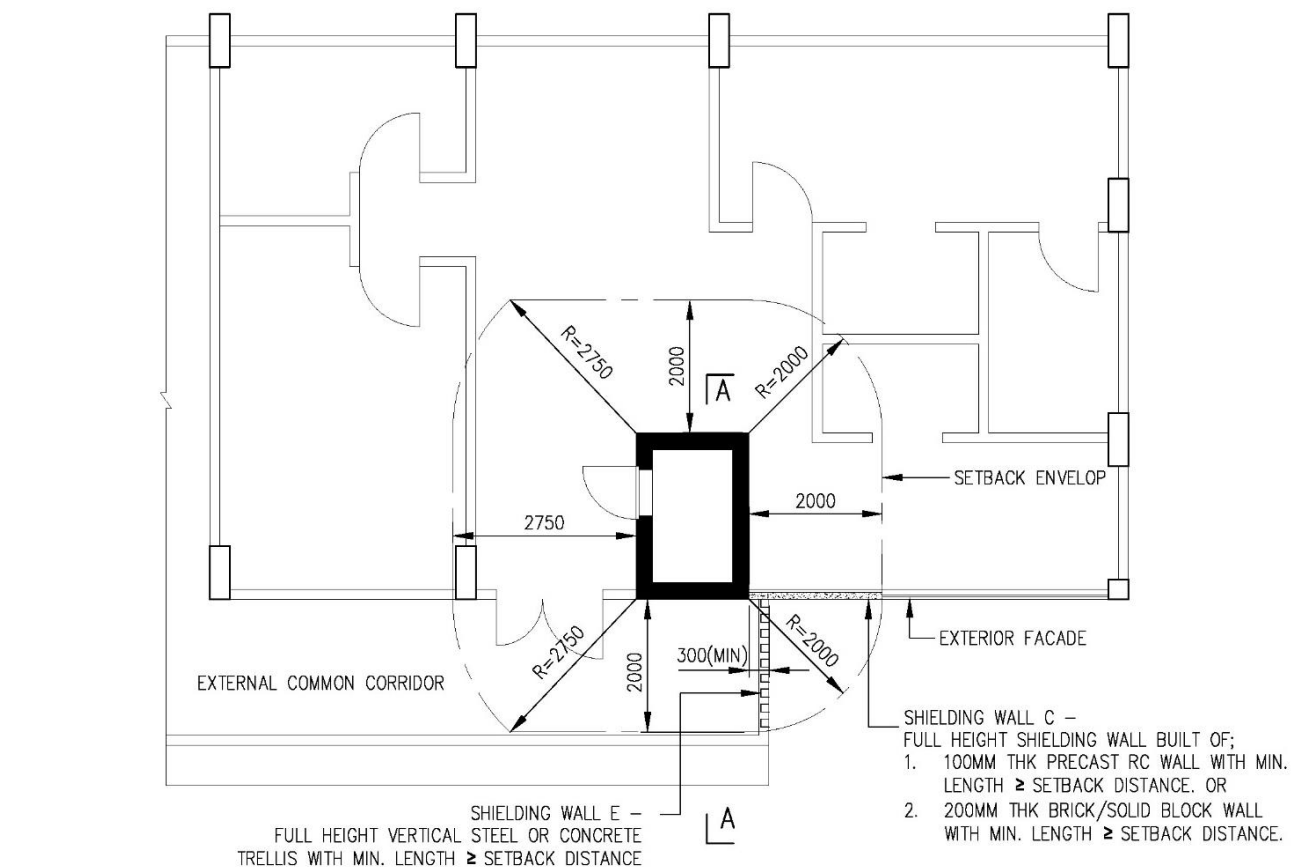 R=2750
2000
A
R=2000
SETBACK ENVELOP
2000
2750
EXTERIOR FACADE
R=2750
2000
300(MIN)
R=2000
EXTERNAL COMMON CORRIDOR
SHIELDING WALL C –
FULL HEIGHT SHIELDING WALL BUILT OF;
1. 100MM THK PRECAST RC WALL WITH MIN.
LENGTH ≥ SETBACK DISTANCE. OR
2. 200MM THK BRICK/SOLID BLOCK WALL
WITH MIN. LENGTH ≥ SETBACK DISTANCE.
SHIELDING WALL E –
FULL HEIGHT VERTICAL STEEL OR CONCRETE
TRELLIS WITH MIN. LENGTH ≥ SETBACK DISTANCE
A